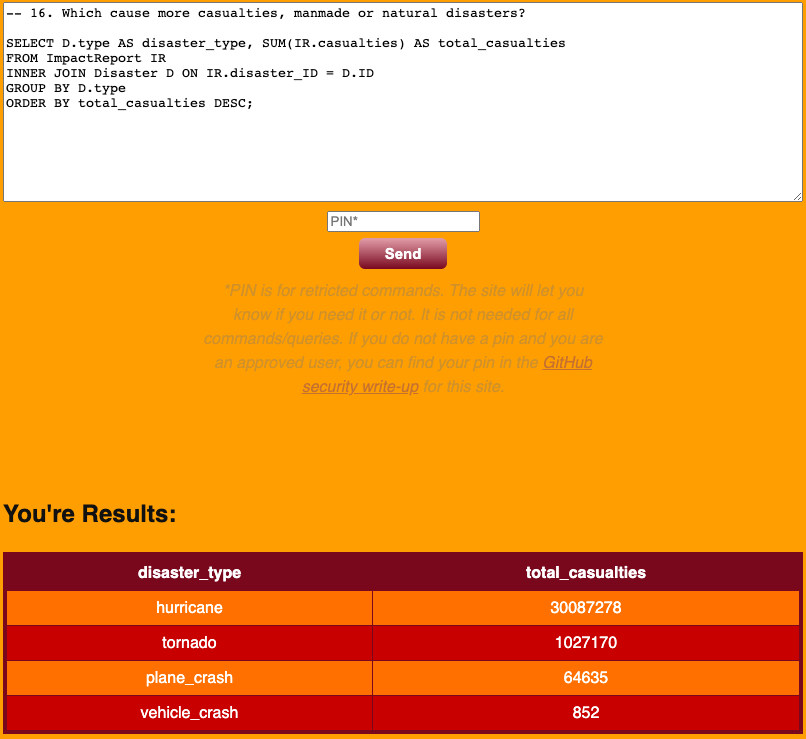 -- 16. Which cause more casualties, manmade or natural disasters?
SELECT D.type AS disaster_type, SUM(IR.casualties) AS total_casualties
FROM ImpactReport IR
INNER JOIN Disaster D ON IR.disaster_ID = D.ID
GROUP BY D.type
ORDER BY total_casualties DESC;
PIN*
Send
*PIN is for retricted commands. The site will let you
know if you need it or not. It is not needed for all
commands/queries. If you do not have a pin and you are
an approved user, you can find your pin in the GitHub
security write-up for this site.
You're Results:
disaster_type total_casualties
hurricane 30087278
tornado 1027170
plane_crash 64635
vehicle_crash 852